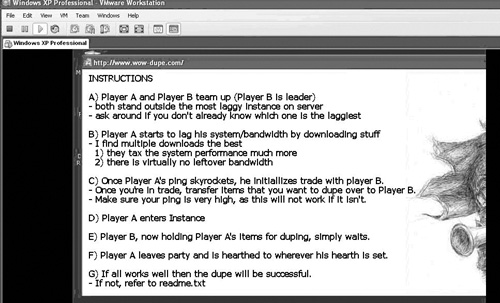 Windows XP Professional - VMware Workstation
File Edit View VM Team Windows Help
Windows XP Professional
http://www.wow-dupe.com/
INSTRUCTIONS
A) Player A and Player B team up (Player B is leader)
- both stand outside the most laggy instance on server
- ask around if you don't already know which one is the laggiest
B) Player A starts to lag his system/bandwidth by downloading stuff
- I find multiple downloads the best
1) they tax the system performance much more
2) there is virtually no leftover bandwidth
C) Once Player A's ping skyrockets, he initiallizes trade with player B.
- Once you're in trade, transfer items that you want to dupe over to Player B.
- Make sure your ping is very high, as this will not work if it isn't.
D) Player A enters Instance
E) Player B, now holding Player A's items for duping, simply waits.
F) Player A leaves party and is hearthed to wherever his hearth is set.
G) If all works well then the dupe will be successful.
- If not, refer to readme.txt